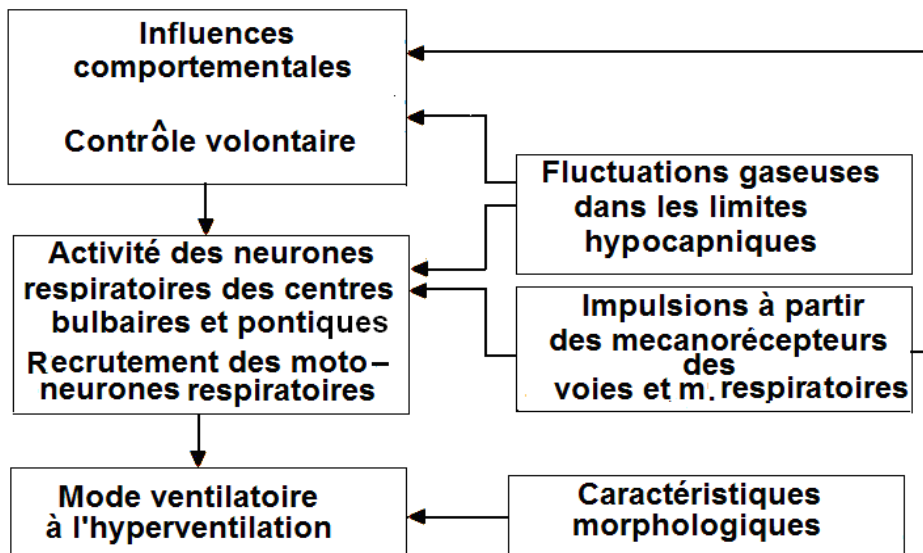 Influences
comportementales
Contrôle volontaire
Fluctuations gaseuses
dans les limites
hypocapniques
Activité des neurones
respiratoires des centres
bulbaires et pontiques
Recrutement des moto–
neurones respiratoires
Impulsions à partir
des mecanorécepteurs
des
voies et m. respiratoires
Mode ventilatoire
à l'hyperventilation
Caractéristiques
morphologiques